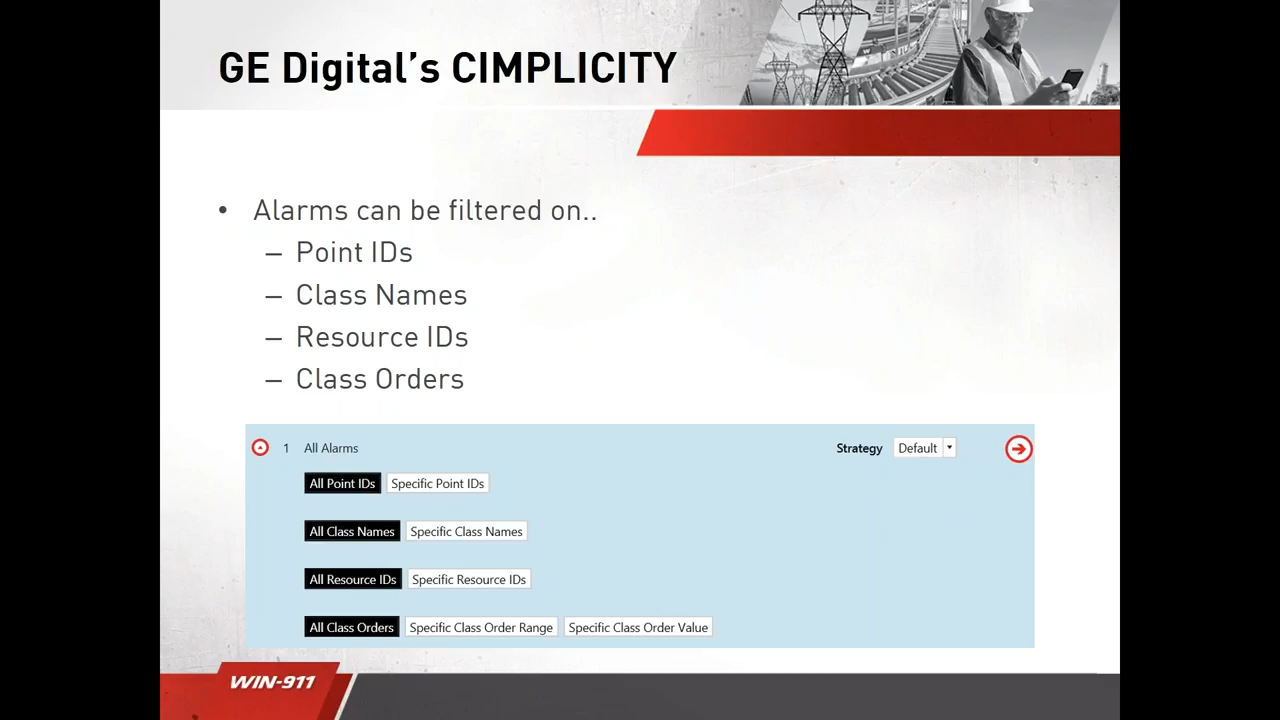 GE Digital's CIMPLICITY
• Alarms can be filtered on..
– Point IDs
– Class Names
– Resource IDs
– Class Orders
1 All Alarms Strategy Default
All Point IDs Specific Point IDs
All Class Names Specific Class Names
All Resource IDs Specific Resource IDs
All Class Orders Specific Class Order Range Specific Class Order Value
WIN-911